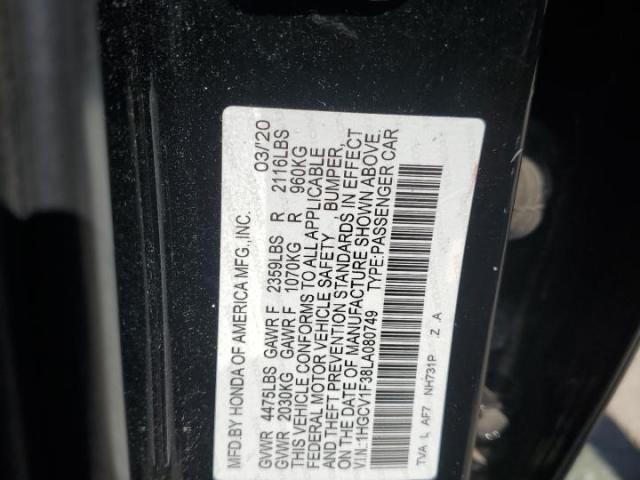 MFD.BY HONDA OF AMERICA MFG.,INC. 03/'20
GVWR 4475LBS GAWR F 2359LBS R 2116LBS
GVWR 2030KG GAWR F 1070KG R 960KG
THIS VEHICLE CONFORMS TO ALL APPLICABLE
FEDERAL MOTOR VEHICLE SAFETY , BUMPER,
AND THEFT PREVENTION STANDARDS IN EFFECT
ON THE DATE OF MANUFACTURE SHOWN ABOVE.
V.I.N.:1HGCV1F38LA080749 TYPE:PASSENGER CAR
TVA L AF7 NH731P .Z .A